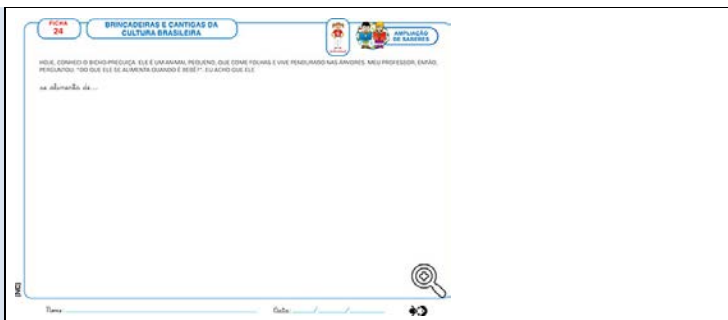 FICHA
24
BRINCADEIRAS E CANTIGAS DA
CULTURA BRASILEIRA
AMPLIAÇÃO
DE SABERES
HOJE, CONHECI O BICHO-PREGUIÇA. ELE É UM ANIMAL PEQUENO, QUE COME FOLHAS E VIVE PENDURADO NAS ÁRVORES. MEU PROFESSOR, ENTÃO,
PERGUNTOU: "DO QUE ELE SE ALIMENTA QUANDO É BEBÊ?". EU ACHO QUE ELE
se alimenta de...
Nome: Data: / /